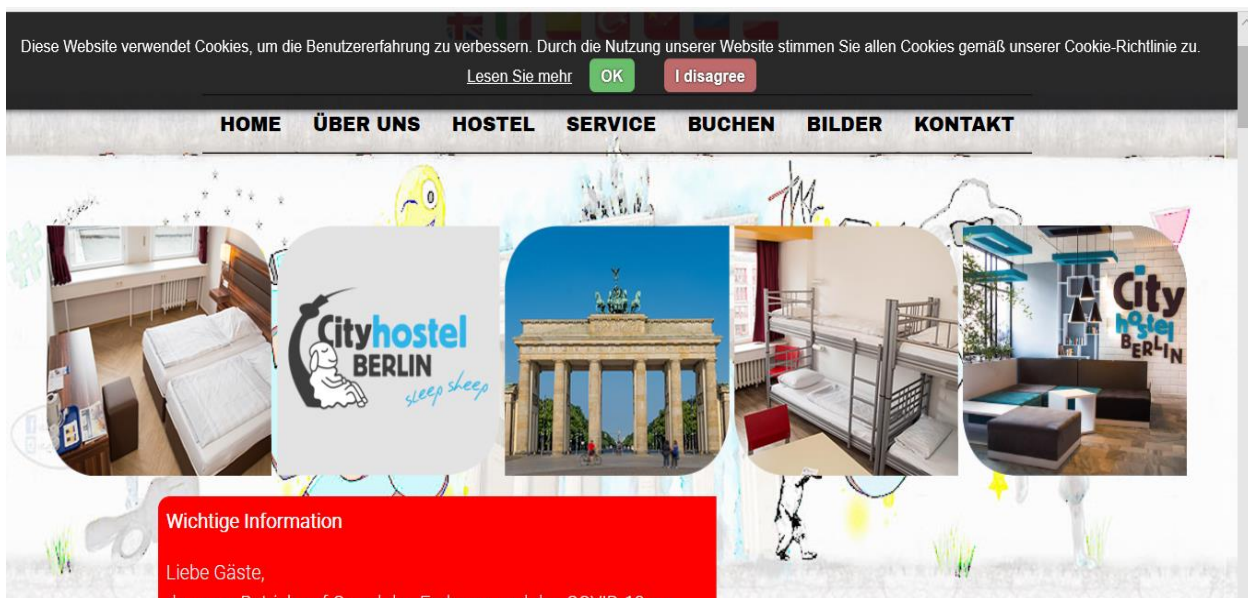 Diese Website verwendet Cookies, um die Benutzererfahrung zu verbessern. Durch die Nutzung unserer Website stimmen Sie allen Cookies gemäß unserer Cookie-Richtlinie zu.
Lesen Sie mehr OK I disagree
HOME ÜBER UNS HOSTEL SERVICE BUCHEN BILDER KONTAKT
Cityhostel
BERLIN
sleep sheep
City
hostel
BERLIN
Wichtige Information
Liebe Gäste,